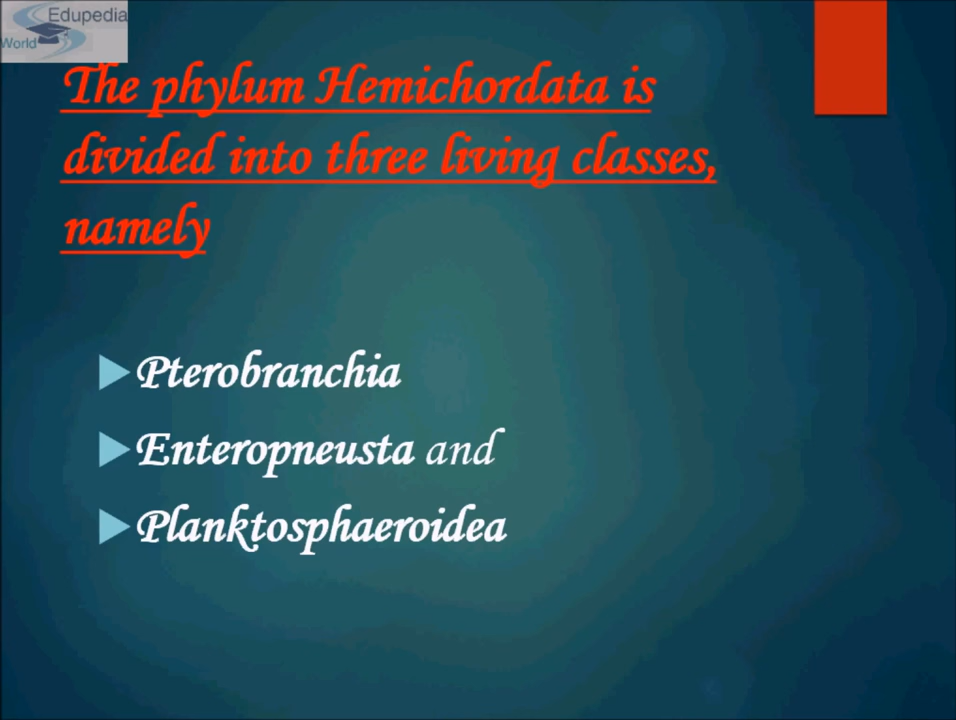 Edupedia
World
The phylum Hemichordata is
divided into three living classes,
namely
Pterobranchia
Enteropneusta and
Planktosphaeroidea